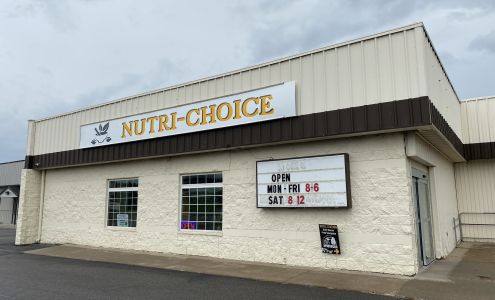 NUTRI-CHOICE
OPEN
MON-FRI 8-6
SAT 8 12